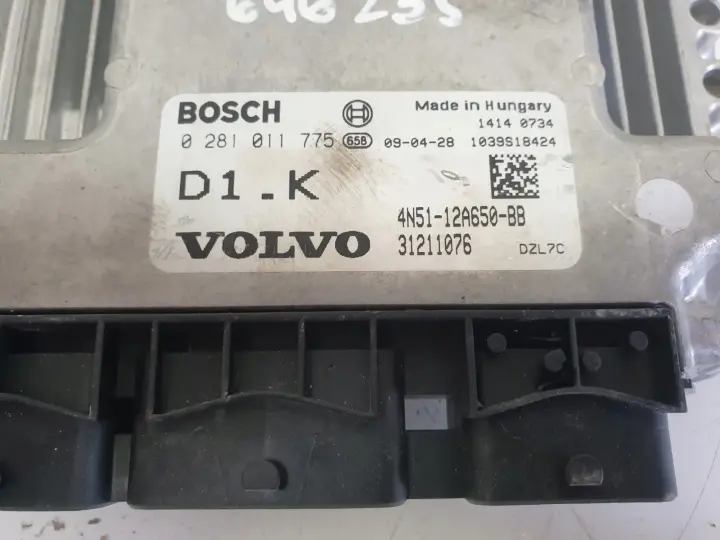 BOSCH Made in Hungary
1414 0734
0 281 011 775 658 09-04-28 1039S18424
D1.K
4N51-12A650-BB
VOLVO 31211076 DZL7C